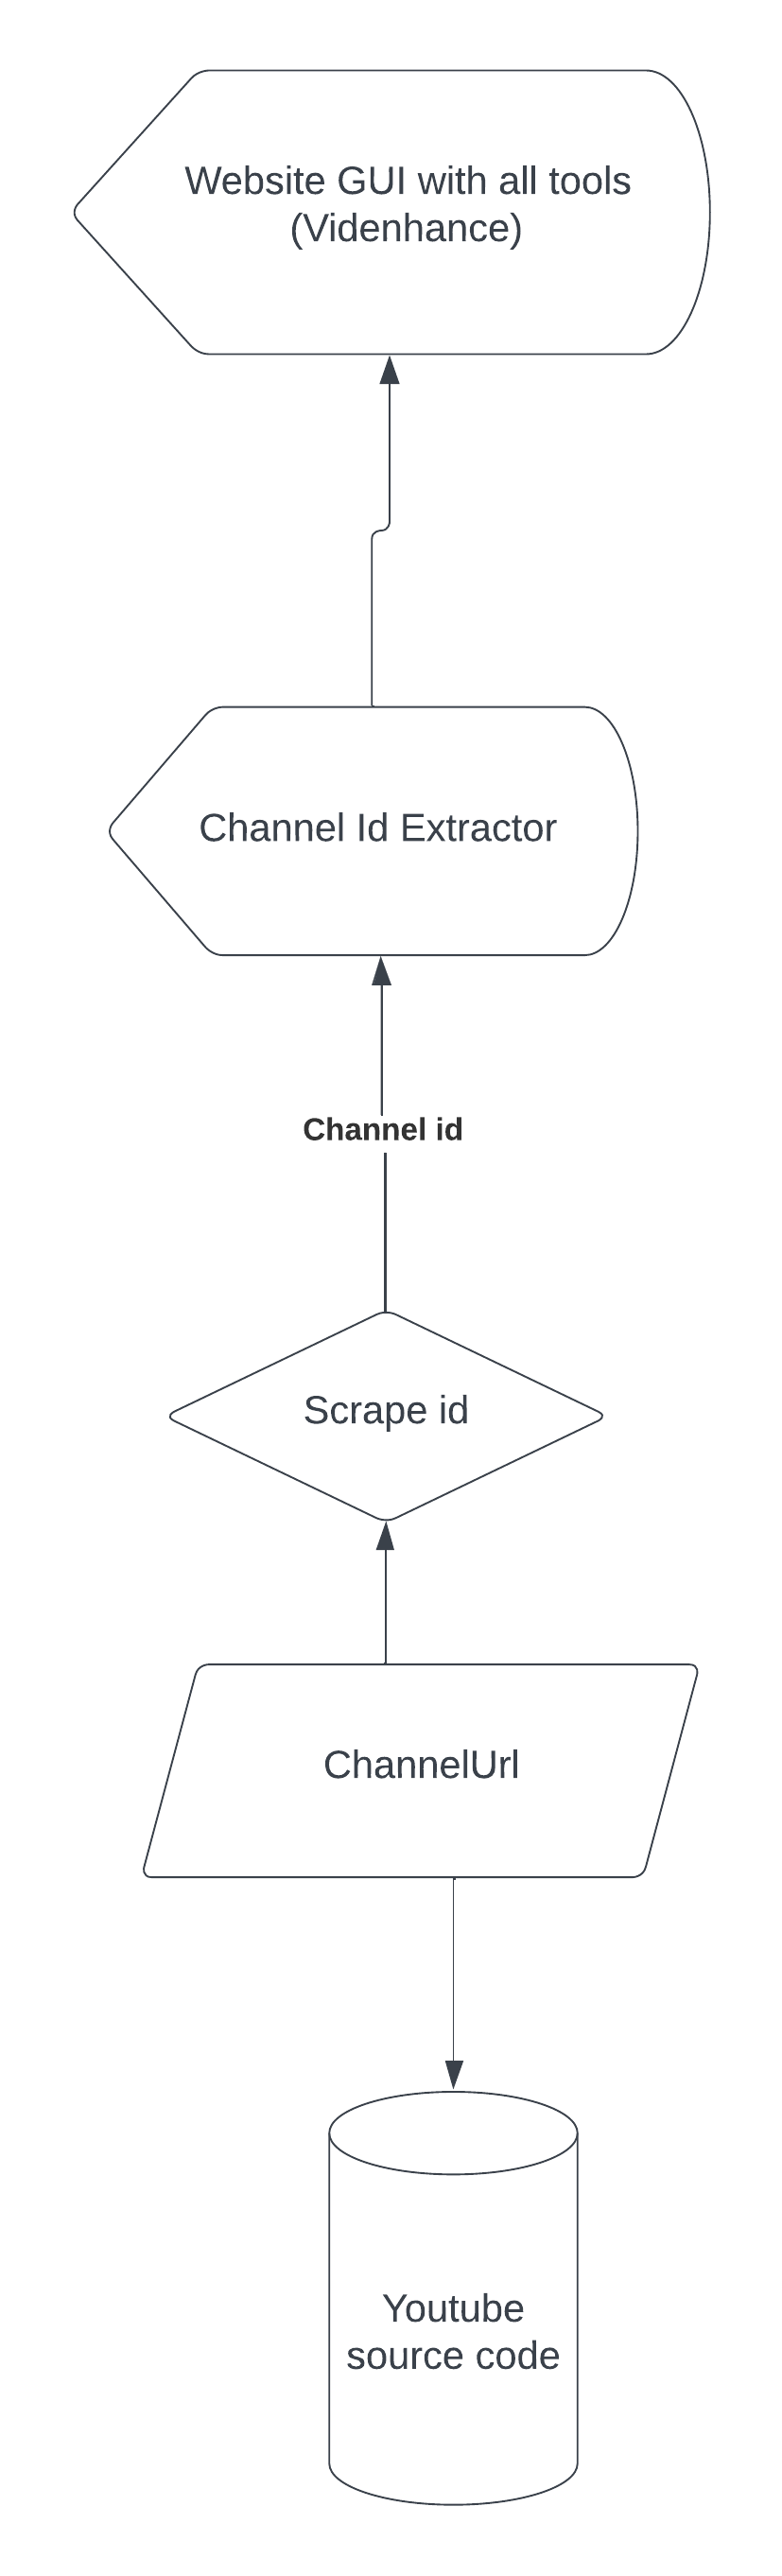 Website GUI with all tools
(Videnhance)
Channel Id Extractor
Channel id
Scrape id
ChannelUrl
Youtube
source code